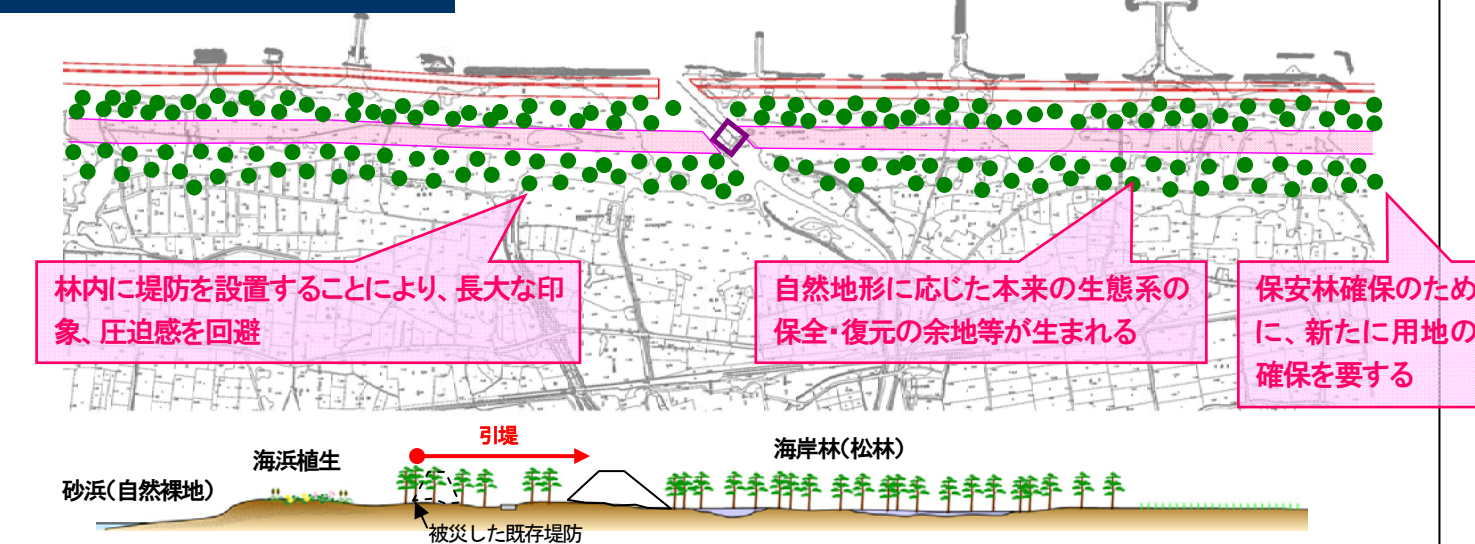 林内に堤防を設置することにより、長大な印
象、圧迫感を回避
自然地形に応じた本来の生態系の
保全・復元の余地等が生まれる
保安林確保のため
に、新たに用地の
確保を要する
引堤
海岸林(松林)
海浜植生
砂浜(自然裸地)
被災した既存堤防